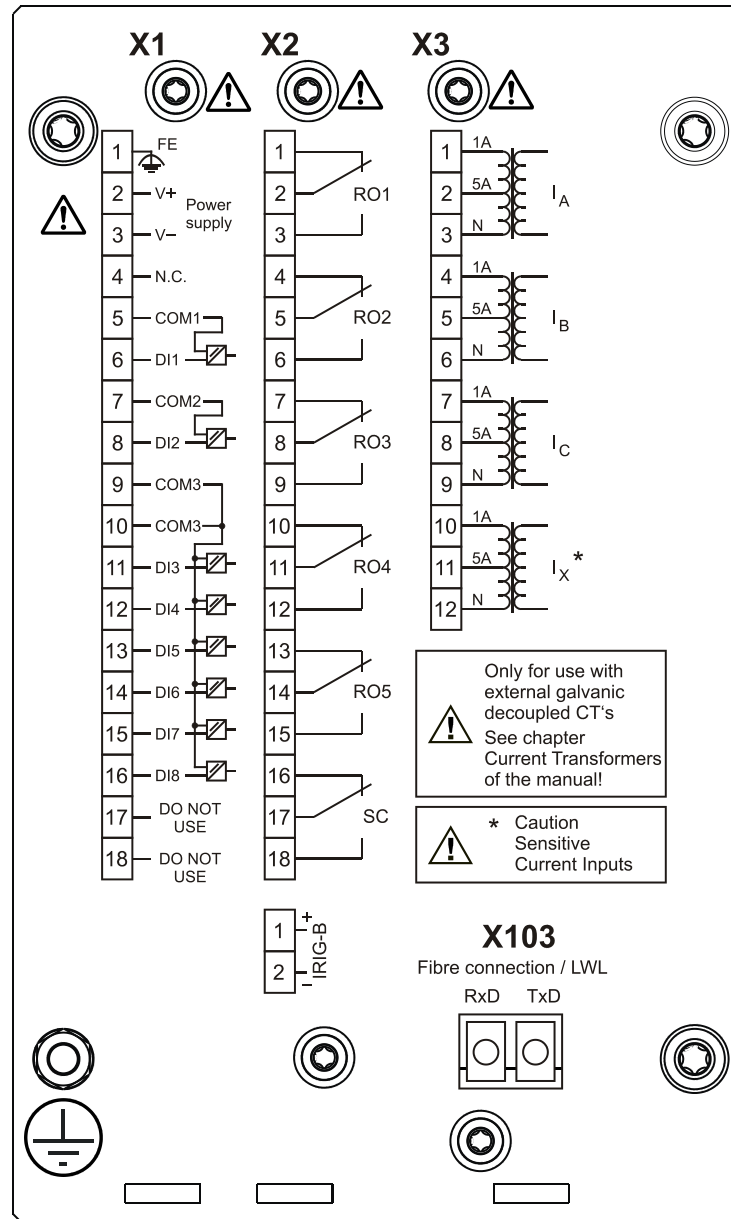 X1
X2
X3
1 FE
2 V+
Power
supply
3 V–
4 N.C.
5 COM1
6 DI1
7 COM2
8 DI2
9 COM3
10 COM3
11 DI3
12 DI4
13 DI5
14 DI6
15 DI7
16 DI8
17 DO NOT
USE
18 DO NOT
USE
1
2 RO1
3
4
5 RO2
6
7
8 RO3
9
10
11 RO4
12
13
14 RO5
15
16
17 SC
18
1 +
2 –
IRIG-B
1 1A
2 5A IA
3 N
4 1A
5 5A IB
6 N
7 1A
8 5A IC
9 N
10 1A
11 5A IX*
12 N
Only for use with
external galvanic
decoupled CT‘s
See chapter
Current Transformers
of the manual!
* Caution
Sensitive
Current Inputs
X103
Fibre connection / LWL
RxD TxD